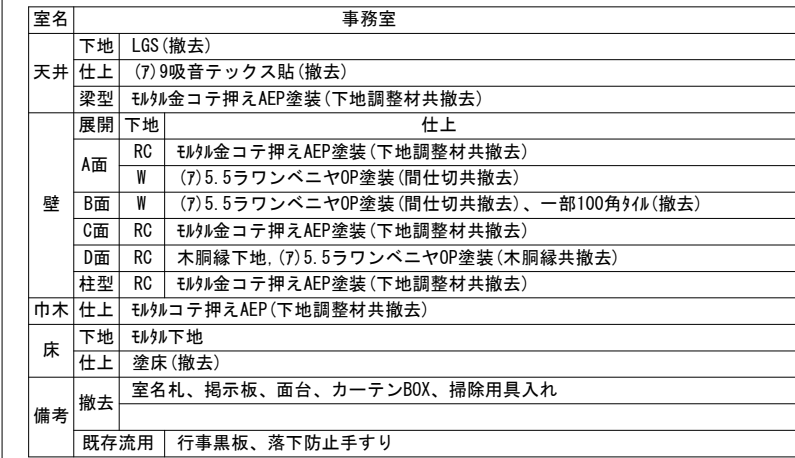 室名 事務室
天井 下地 LGS(撤去)
仕上 (ｱ)9吸音テックス貼(撤去)
梁型 ﾓﾙﾀﾙ金コテ押えAEP塗装(下地調整材共撤去)
壁 展開 下地 仕上
A面 RC ﾓﾙﾀﾙ金コテ押えAEP塗装(下地調整材共撤去)
W (ｱ)5.5ラワンベニヤOP塗装(間仕切共撤去)
B面 W (ｱ)5.5ラワンベニヤOP塗装(間仕切共撤去)、一部100角ﾀｲﾙ(撤去)
C面 RC ﾓﾙﾀﾙ金コテ押えAEP塗装(下地調整材共撤去)
D面 RC 木胴縁下地,(ｱ)5.5ラワンベニヤOP塗装(木胴縁共撤去)
柱型 RC ﾓﾙﾀﾙ金コテ押えAEP塗装(下地調整材共撤去)
巾木 仕上 ﾓﾙﾀﾙコテ押えAEP(下地調整材共撤去)
床 下地 ﾓﾙﾀﾙ下地
仕上 塗床(撤去)
備考 撤去 室名札、掲示板、面台、カーテンBOX、掃除用具入れ
既存流用 行事黒板、落下防止手すり